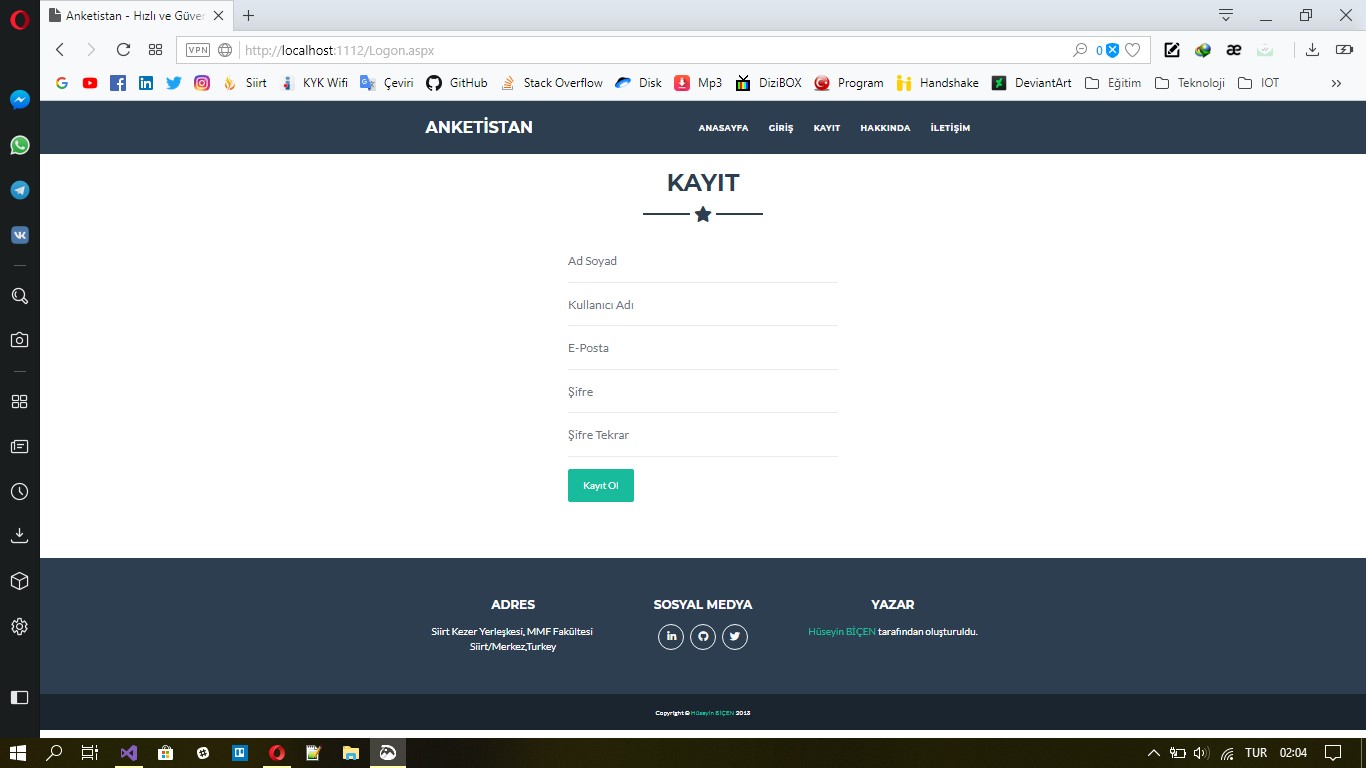 Anketistan - Hızlı ve Güver
VPN http://localhost:1112/Logon.aspx 0
Siirt KYK Wifi Çeviri GitHub Stack Overflow Disk Mp3 DiziBOX Program Handshake DeviantArt Eğitim Teknoloji IOT
ANKETİSTAN
ANASAYFA GİRİŞ KAYIT HAKKINDA İLETİŞİM
KAYIT
Ad Soyad
Kullanıcı Adı
E-Posta
Şifre
Şifre Tekrar
Kayıt Ol
ADRES
Siirt Kezer Yerleşkesi, MMF Fakültesi
Siirt/Merkez,Turkey
SOSYAL MEDYA
YAZAR
Hüseyin BİÇEN tarafından oluşturuldu.
Copyright © Hüseyin BİÇEN 2018
TUR 02:04